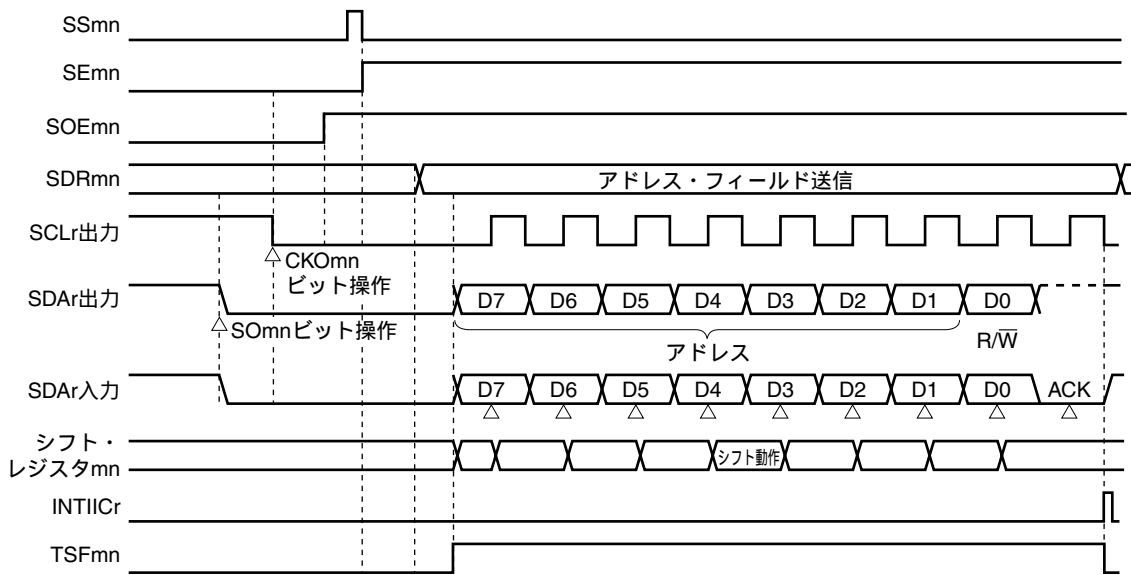 SSmn
SEmn
SOEmn
SDRmn
アドレス・フィールド送信
SCLr出力
CKOmn
ビット操作
SDAr出力
D7 D6 D5 D4 D3 D2 D1 D0
SOmnビット操作
アドレス
R/W
SDAr入力
D7 D6 D5 D4 D3 D2 D1 D0 ACK
シフト・
レジスタmn
シフト動作
INTIICr
TSFmn